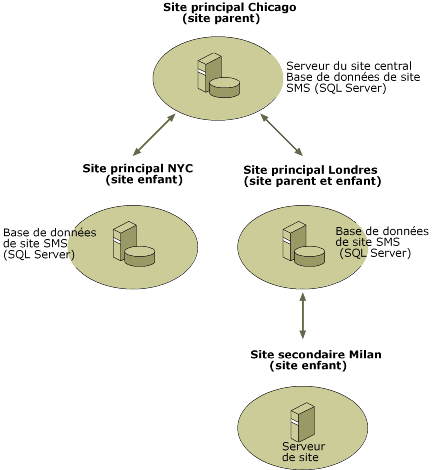 Site principal Chicago
(site parent)
Serveur du site central
Base de données de site
SMS (SQL Server)
Site principal NYC
(site enfant)
Base de données
de site SMS
(SQL Server)
Site principal Londres
(site parent et enfant)
Base de données
de site SMS
(SQL Server)
Site secondaire Milan
(site enfant)
Serveur
de site